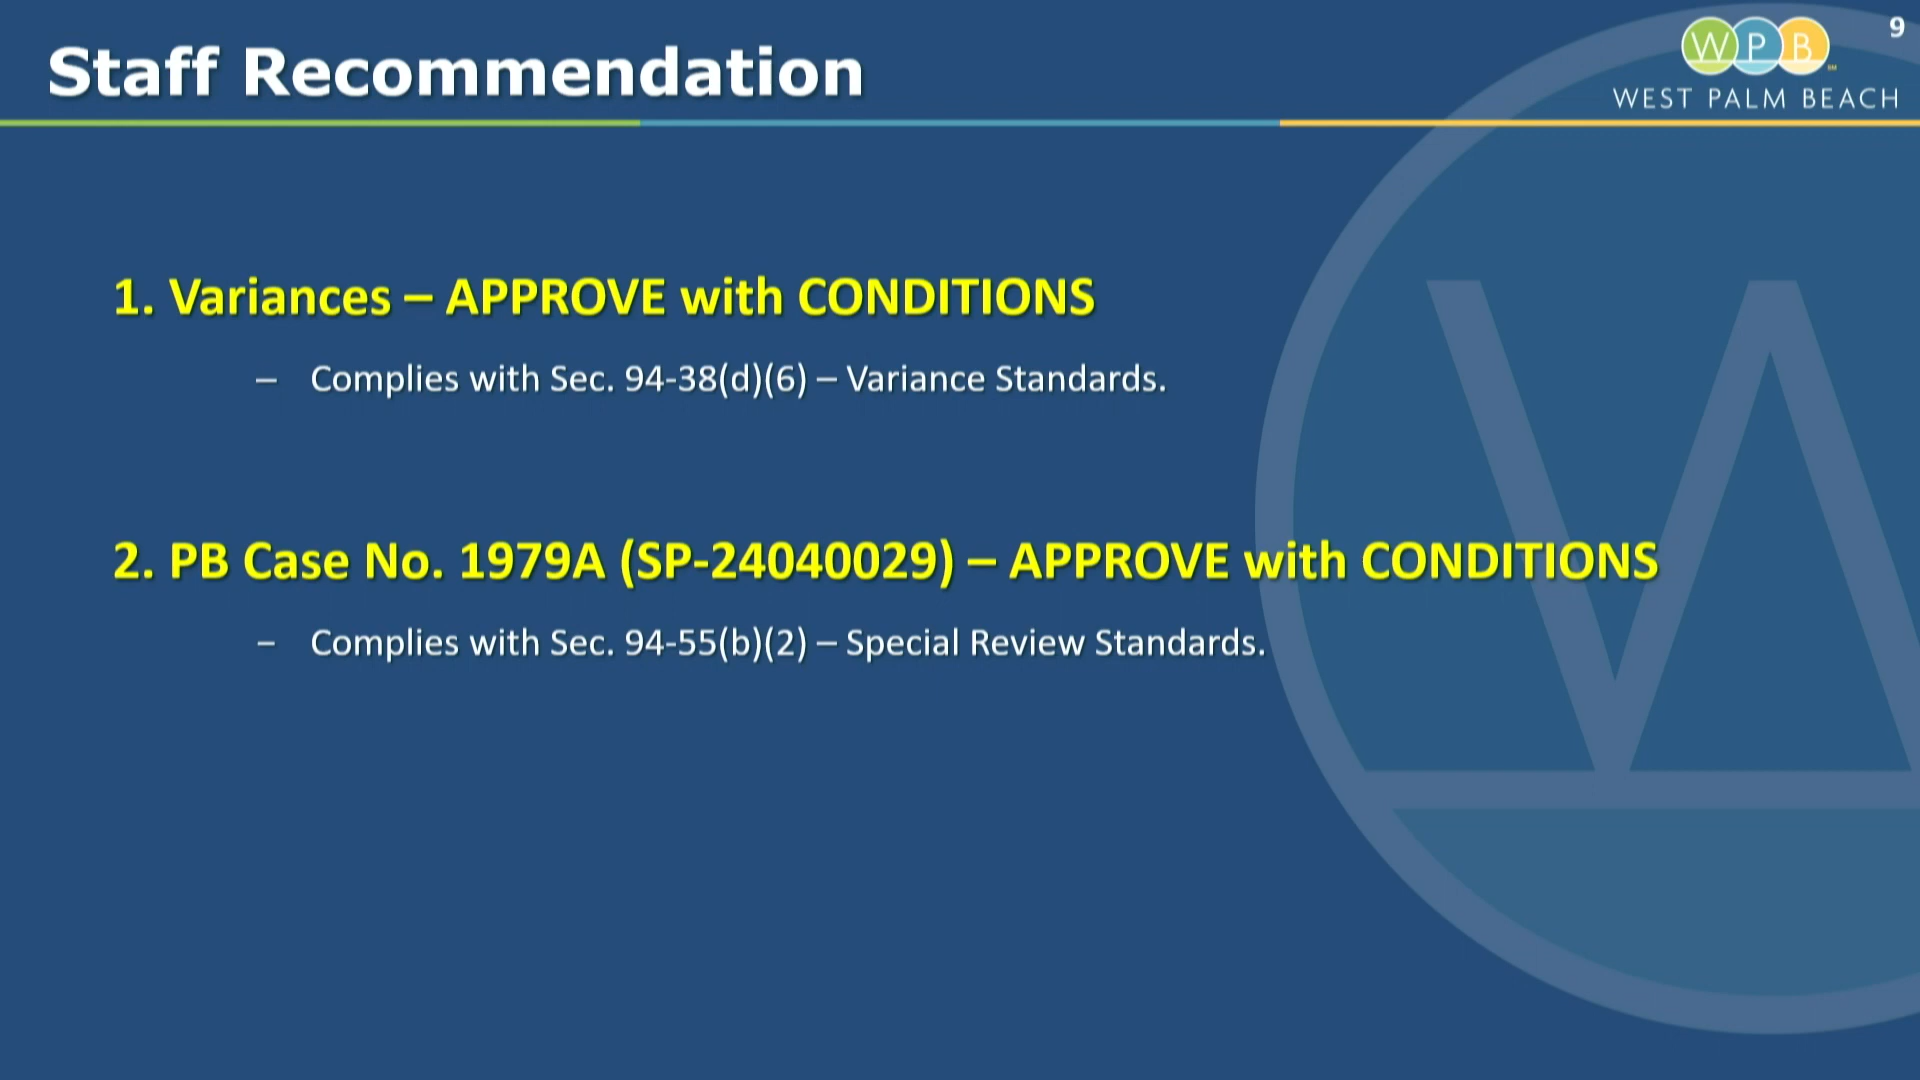 Staff Recommendation
9
WPB
WEST PALM BEACH
1. Variances – APPROVE with CONDITIONS
– Complies with Sec. 94-38(d)(6) – Variance Standards.
2. PB Case No. 1979A (SP-24040029) – APPROVE with CONDITIONS
– Complies with Sec. 94-55(b)(2) – Special Review Standards.